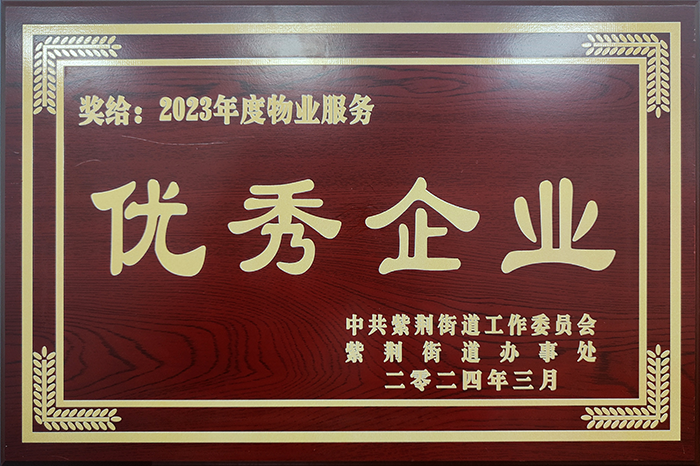 奖给：2023年度物业服务
优秀企业
中共紫荆街道工作委员会
紫荆街道办事处
二零二四年三月